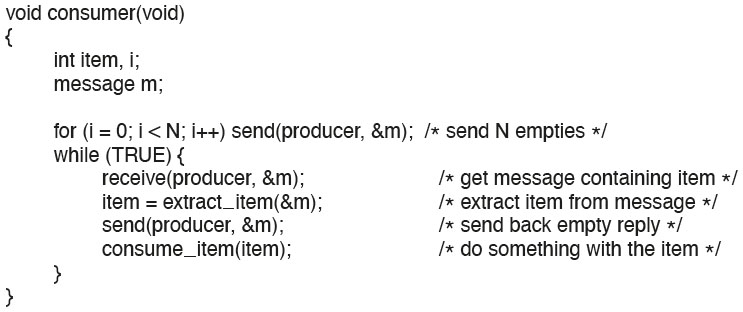 void consumer(void)
{
int item, i;
message m;
for (i = 0; i < N; i++) send(producer, &m); /* send N empties */
while (TRUE) {
receive(producer, &m); /* get message containing item */
item = extract_item(&m); /* extract item from message */
send(producer, &m); /* send back empty reply */
consume_item(item); /* do something with the item */
}
}